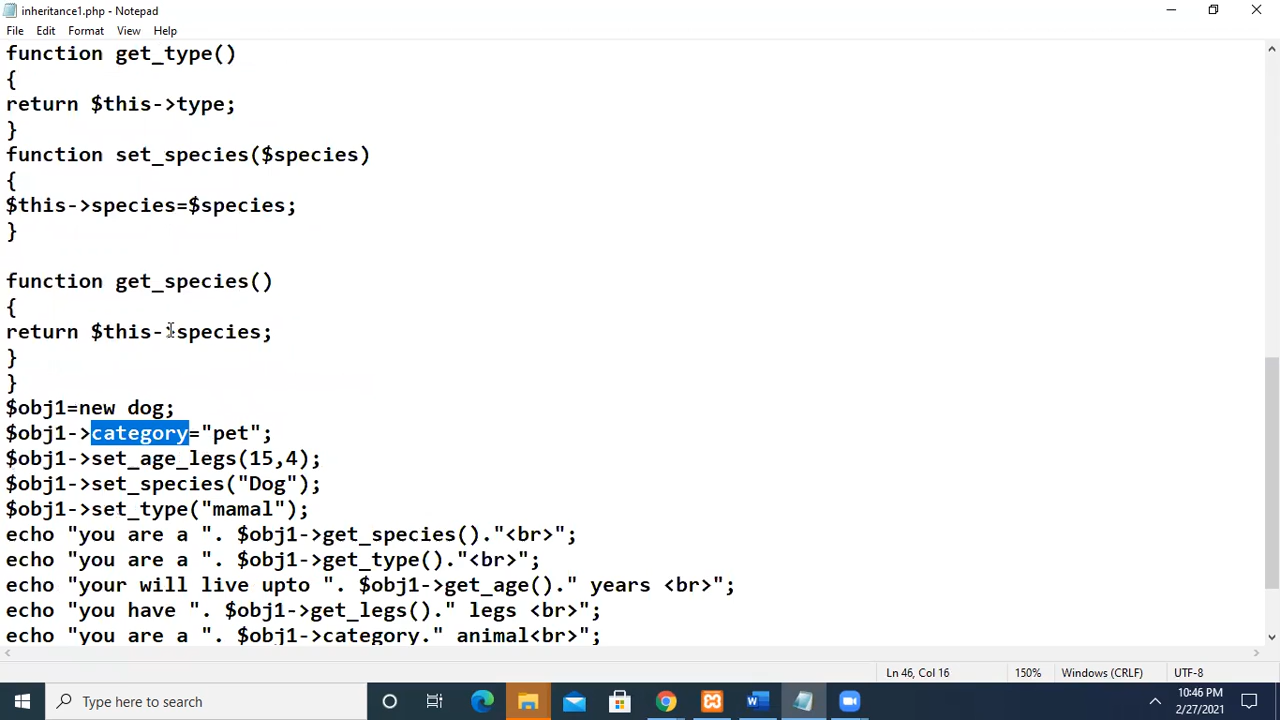 inheritance1.php - Notepad
File Edit Format View Help
function get_type()
{
return $this->type;
}
function set_species($species)
{
$this->species=$species;
}
function get_species()
{
return $this->species;
}
}
$obj1=new dog;
$obj1->category="pet";
$obj1->set_age_legs(15,4);
$obj1->set_species("Dog");
$obj1->set_type("mamal");
echo "you are a ". $obj1->get_species()."<br>";
echo "you are a ". $obj1->get_type()."<br>";
echo "your will live upto ". $obj1->get_age()." years <br>";
echo "you have ". $obj1->get_legs()." legs <br>";
echo "you are a ". $obj1->category." animal<br>";
Ln 46, Col 16 150% Windows (CRLF) UTF-8
Type here to search
10:46 PM
2/27/2021